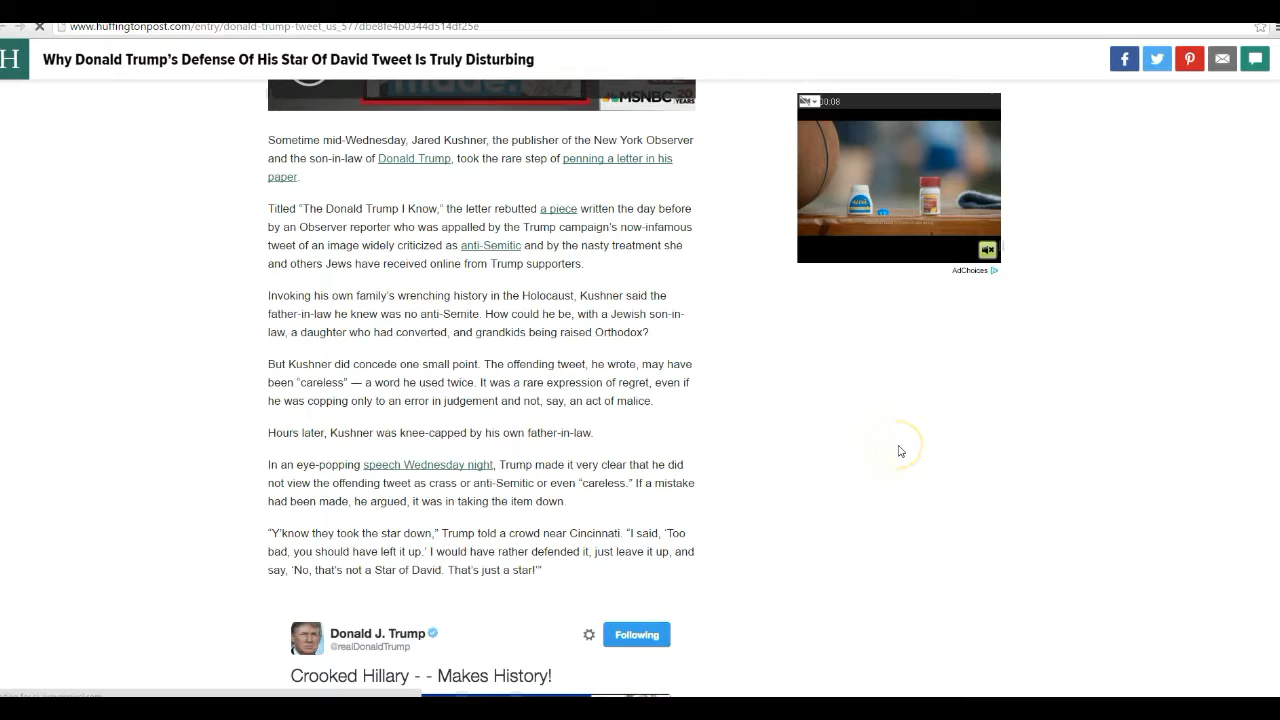 www.huffingtonpost.com/entry/donald-trump-tweet_us_577dbe8fe4b0344d514df25e
H
Why Donald Trump's Defense Of His Star Of David Tweet Is Truly Disturbing
made.
MSNBC
20
YEARS
Sometime mid-Wednesday, Jared Kushner, the publisher of the New York Observer
and the son-in-law of Donald Trump, took the rare step of penning a letter in his
paper.
Titled “The Donald Trump I Know,” the letter rebutted a piece written the day before
by an Observer reporter who was appalled by the Trump campaign's now-infamous
tweet of an image widely criticized as anti-Semitic and by the nasty treatment she
and others Jews have received online from Trump supporters.
Invoking his own family's wrenching history in the Holocaust, Kushner said the
father-in-law he knew was no anti-Semite. How could he be, with a Jewish son-in-
law, a daughter who had converted, and grandkids being raised Orthodox?
But Kushner did concede one small point. The offending tweet, he wrote, may have
been “careless” — a word he used twice. It was a rare expression of regret, even if
he was copping only to an error in judgement and not, say, an act of malice.
Hours later, Kushner was knee-capped by his own father-in-law.
In an eye-popping speech Wednesday night, Trump made it very clear that he did
not view the offending tweet as crass or anti-Semitic or even “careless.” If a mistake
had been made, he argued, it was in taking the item down.
“Y'know they took the star down,” Trump told a crowd near Cincinnati. “I said, ‘Too
bad, you should have left it up.’ I would have rather defended it, just leave it up, and
say, ‘No, that's not a Star of David. That's just a star!’”
Donald J. Trump
@realDonaldTrump
Following
Crooked Hillary - - Makes History!
00:08
AdChoices